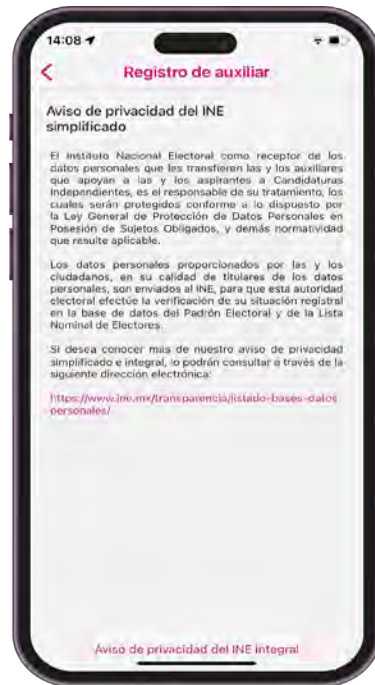 14:08
Registro de auxiliar
Aviso de privacidad del INE
simplificado
El Instituto Nacional Electoral como receptor de los
datos personales que les transfieren las y los auxiliares
que apoyan a las y los aspirantes a Candidaturas
Independientes, es el responsable de su tratamiento, los
cuales serán protegidos conforme a lo dispuesto por
la Ley General de Protección de Datos Personales en
Posesión de Sujetos Obligados, y demás normatividad
que resulte aplicable.
Los datos personales proporcionados por las y los
ciudadanos, en su calidad de titulares de los datos
personales, son enviados al INE, para que esta autoridad
electoral efectúe la verificación de su situación registral
en la base de datos del Padrón Electoral y de la Lista
Nominal de Electores.
Si desea conocer más de nuestro aviso de privacidad
simplificado e integral, lo podrán consultar a través de la
siguiente dirección electrónica:
https://www.ine.mx/transparencia/listado-bases-datos
personales/
Aviso de privacidad del INE integral